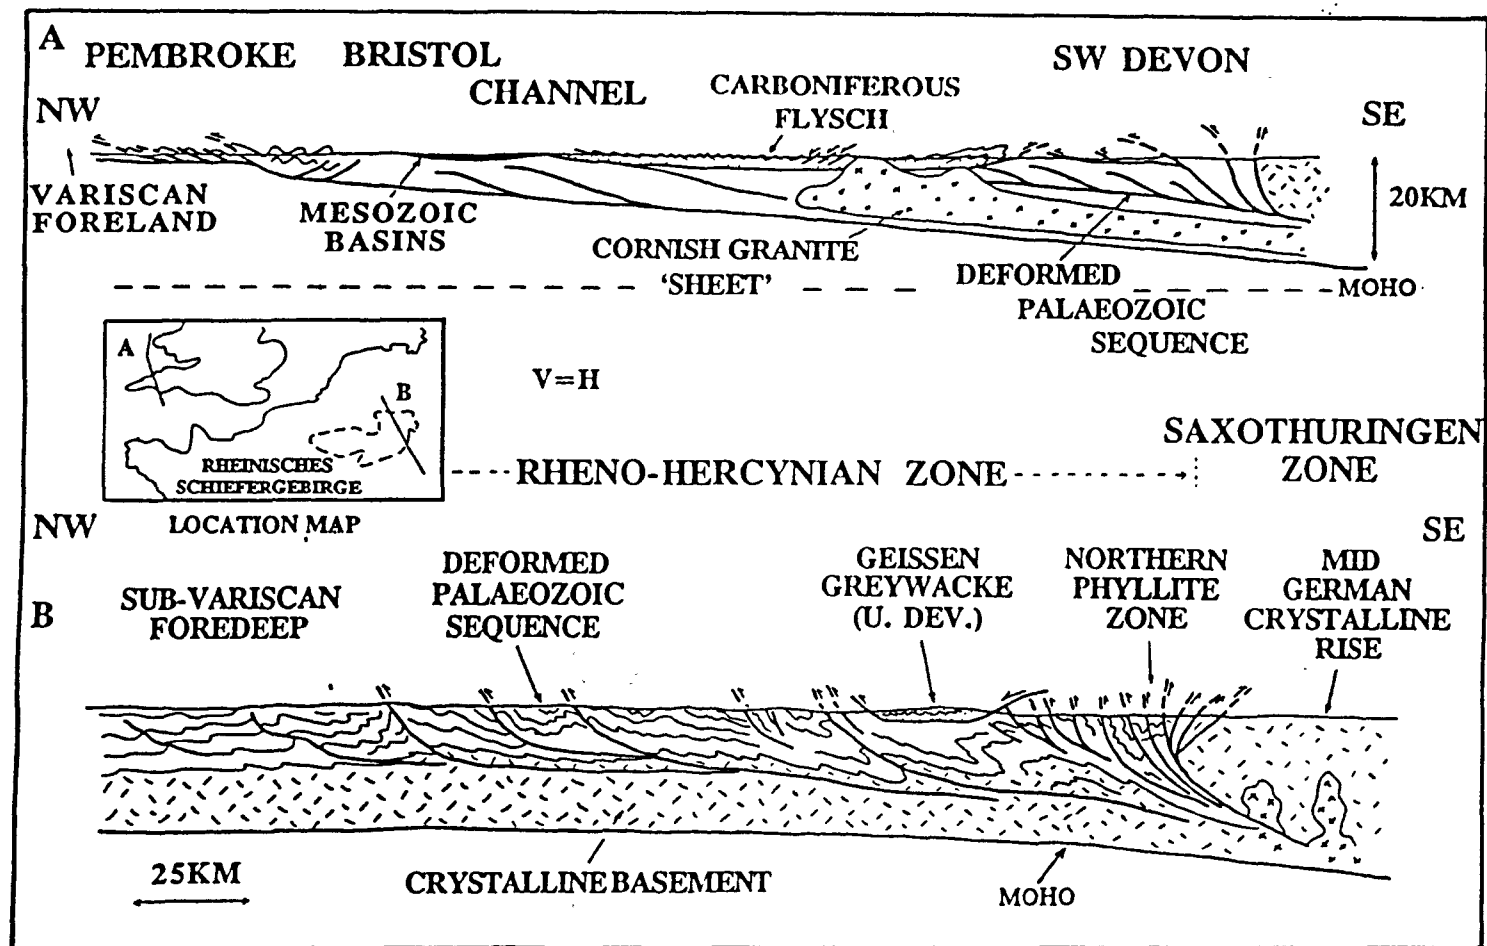 A
PEMBROKE BRISTOL
CHANNEL
CARBONIFEROUS
FLYSCH
SW DEVON
NW
SE
VARISCAN
FORELAND
MESOZOIC
BASINS
CORNISH GRANITE
'SHEET'
DEFORMED
PALAEOZOIC
SEQUENCE
20KM
MOHO
A
B
RHEINISCHES
SCHIEFERGEBIRGE
LOCATION MAP
V=H
RHENO-HERCYNIAN ZONE
SAXOTHURINGEN
ZONE
NW
SE
B
SUB-VARISCAN
FOREDEEP
DEFORMED
PALAEOZOIC
SEQUENCE
GEISSEN
GREYWACKE
(U. DEV.)
NORTHERN
PHYLLITE
ZONE
MID
GERMAN
CRYSTALLINE
RISE
25KM
CRYSTALLINE BASEMENT
MOHO